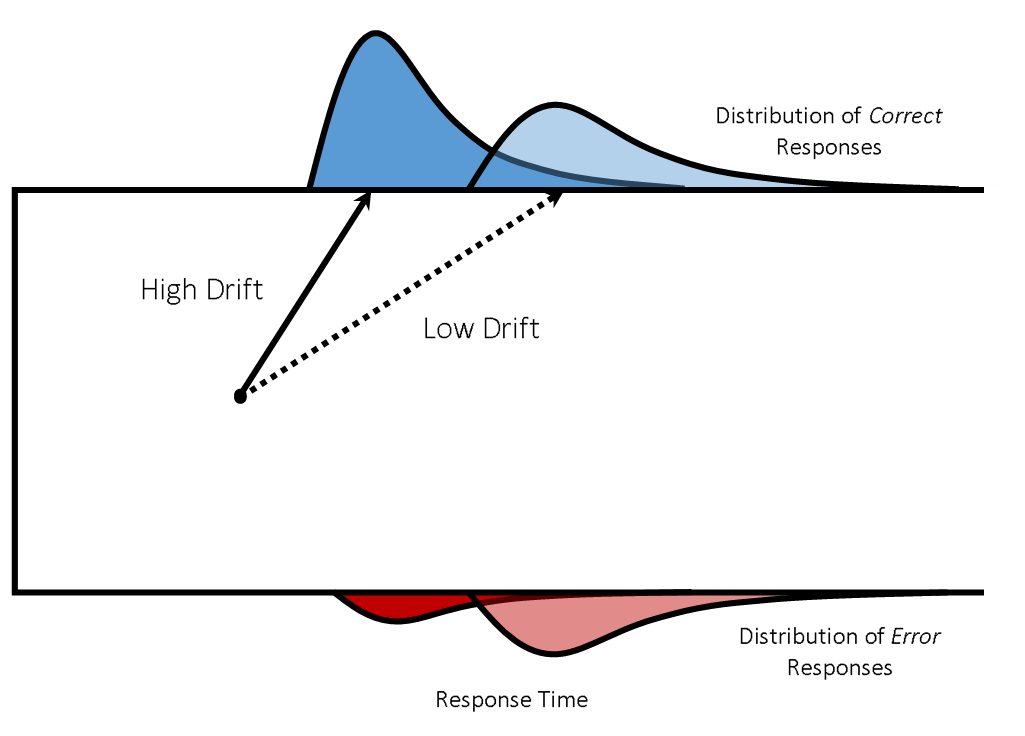 Distribution of Correct
Responses
High Drift
Low Drift
Distribution of Error
Responses
Response Time